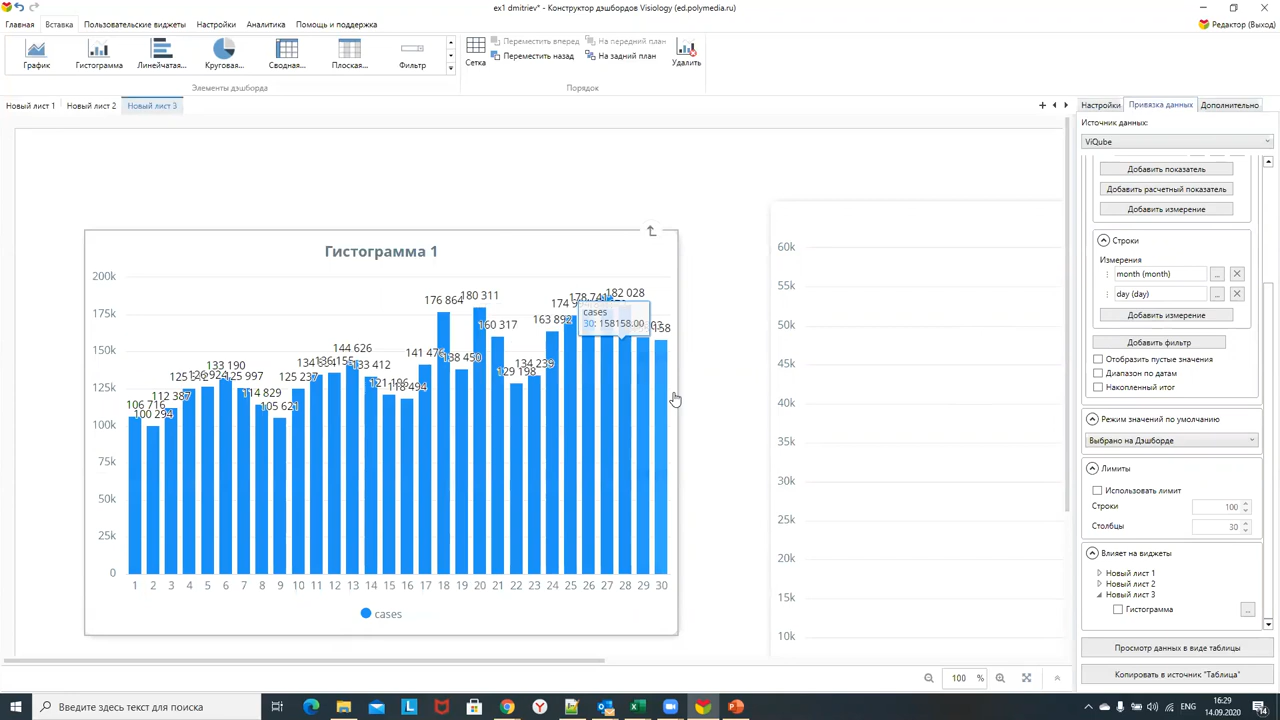 ex1 dmitriev* - Конструктор дэшбордов Visiology (ed.polymedia.ru)
Главная Вставка Пользовательские виджеты Настройки Аналитика Помощь и поддержка Редактор (Выход)
График Гистограмма Линейчатая... Круговая... Сводная... Плоская... Фильтр Сетка Переместить вперед На передний план Удалить
Переместить назад На задний план
Элементы дэшборда Порядок
Новый лист 1 Новый лист 2 Новый лист 3
Настройки Привязка данных Дополнительно
Источник данных:
ViQube
Добавить показатель
Добавить расчетный показатель
Добавить измерение
Строки
Измерения
month (month) ...
day (day) ...
Добавить измерение
Добавить фильтр
Отобразить пустые значения
Диапазон по датам
Накопленный итог
Режим значений по умолчанию
Выбрано на Дэшборде
Лимиты
Использовать лимит
Строки 100
Столбцы 30
Влияет на виджеты
Новый лист 1
Новый лист 2
Новый лист 3
Гистограмма ...
Просмотр данных в виде таблицы
Копировать в источник "Таблица"
Гистограмма 1
200k
175k
150k
125k
100k
75k
50k
25k
0
106 716
100 294
112 387
133 190
125 997
114 829
105 621
125 237
144 626
133 412
118 494
176 864
138 450
180 311
160 317
129 198
134 239
163 892
178 741
182 028
cases
30: 158158.00
1 2 3 4 5 6 7 8 9 10 11 12 13 14 15 16 17 18 19 20 21 22 23 24 25 26 27 28 29 30
cases
60k
55k
50k
45k
40k
35k
30k
25k
20k
15k
10k
100 %
Введите здесь текст для поиска
РУС
16:29
14.09.2020
14